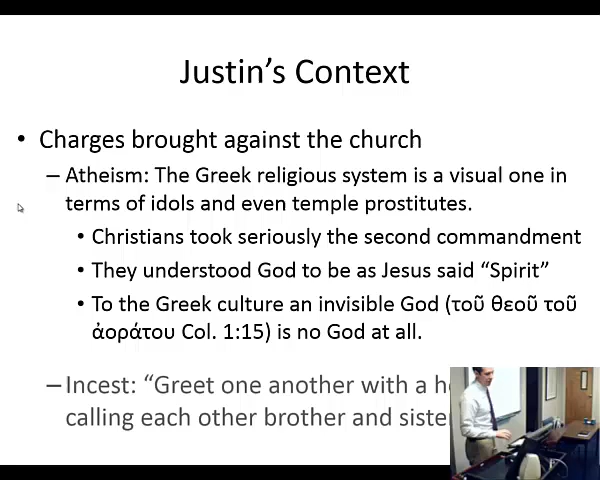 Justin's Context
• Charges brought against the church
– Atheism: The Greek religious system is a visual one in
terms of idols and even temple prostitutes.
• Christians took seriously the second commandment
• They understood God to be as Jesus said "Spirit"
• To the Greek culture an invisible God (τοῦ θεοῦ τοῦ
ἀοράτου Col. 1:15) is no God at all.
– Incest: "Greet one another with a
calling each other brother and sister